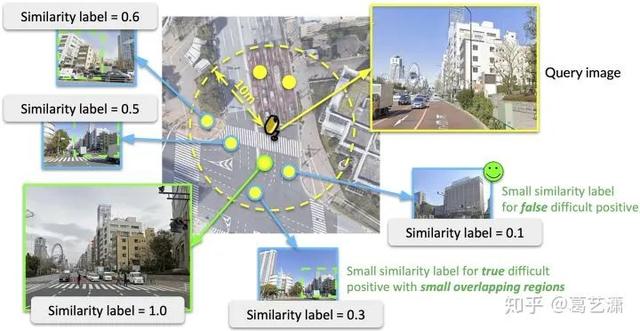 Similarity label = 0.6
Similarity label = 0.5
10m
Query image
Small similarity label
for false difficult positive
Similarity label = 0.1
Small similarity label for true difficult
positive with small overlapping regions
Similarity label = 1.0
Similarity label = 0.3
知乎 @葛艺潇